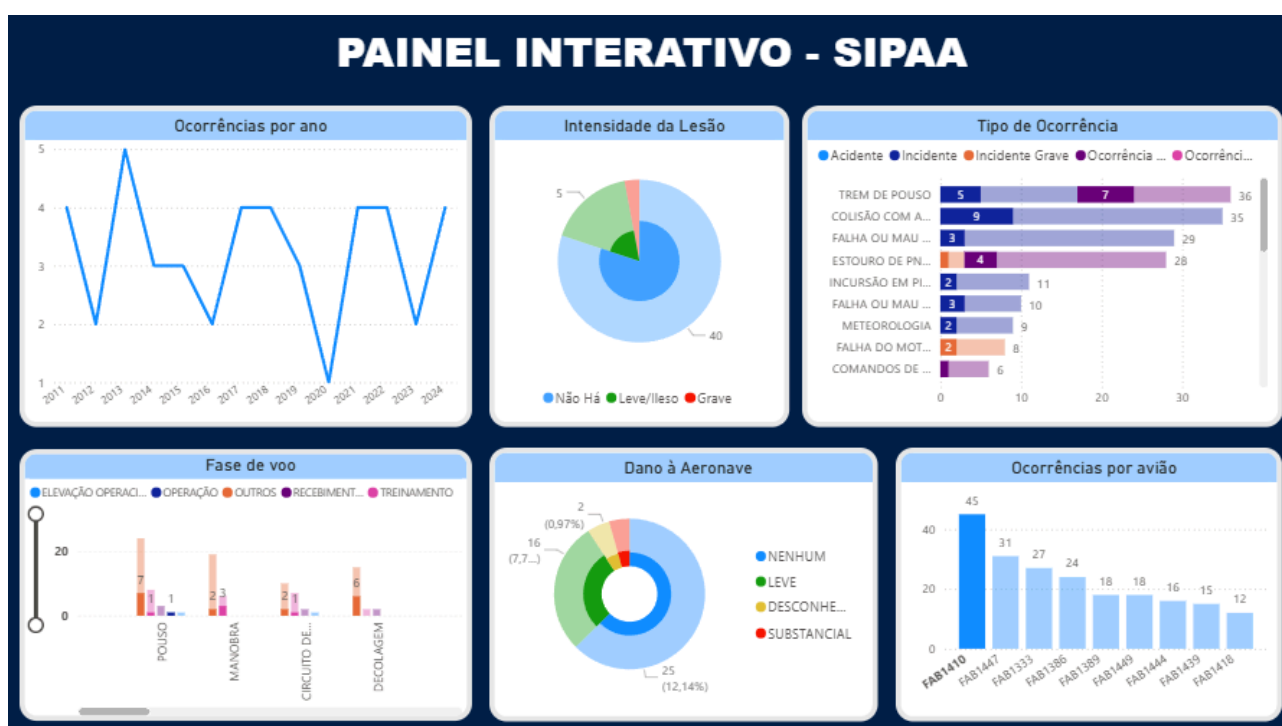 PAINEL INTERATIVO - SIPAA
Ocorrências por ano
5
4
3
2
1
2011 2012 2013 2014 2015 2016 2017 2018 2019 2020 2021 2022 2023 2024
Intensidade da Lesão
5
40
Não Há Leve/Ileso Grave
Tipo de Ocorrência
Acidente Incidente Incidente Grave Ocorrência ... Ocorrênci...
TREM DE POUSO 5 7 36
COLISÃO COM A... 9 35
FALHA OU MAU ... 3 29
ESTOURO DE PN... 4 28
INCURSÃO EM PI... 2 11
FALHA OU MAU ... 3 10
METEOROLOGIA 2 9
FALHA DO MOT... 2 8
COMANDOS DE ... 6
0 10 20 30
Fase de voo
ELEVAÇÃO OPERACI... OPERAÇÃO OUTROS RECEBIMENT... TREINAMENTO
20
0
7 1 1 2 3 2 1 6
POUSO
MANOBRA
CIRCUITO DE...
DECOLAGEM
Dano à Aeronave
2
(0,97%)
16
(7,7...)
25
(12,14%)
NENHUM
LEVE
DESCONHE...
SUBSTANCIAL
Ocorrências por avião
40
20
0
45 31 27 24 18 18 16 15 12
FAB1410 FAB1447 FAB1333 FAB1386 FAB1389 FAB1449 FAB1444 FAB1439 FAB1418